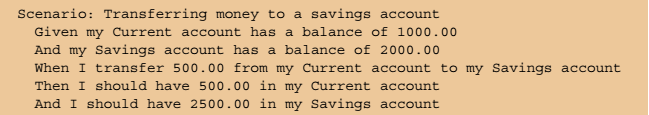 Scenario: Transferring money to a savings account
Given my Current account has a balance of 1000.00
And my Savings account has a balance of 2000.00
When I transfer 500.00 from my Current account to my Savings account
Then I should have 500.00 in my Current account
And I should have 2500.00 in my Savings account